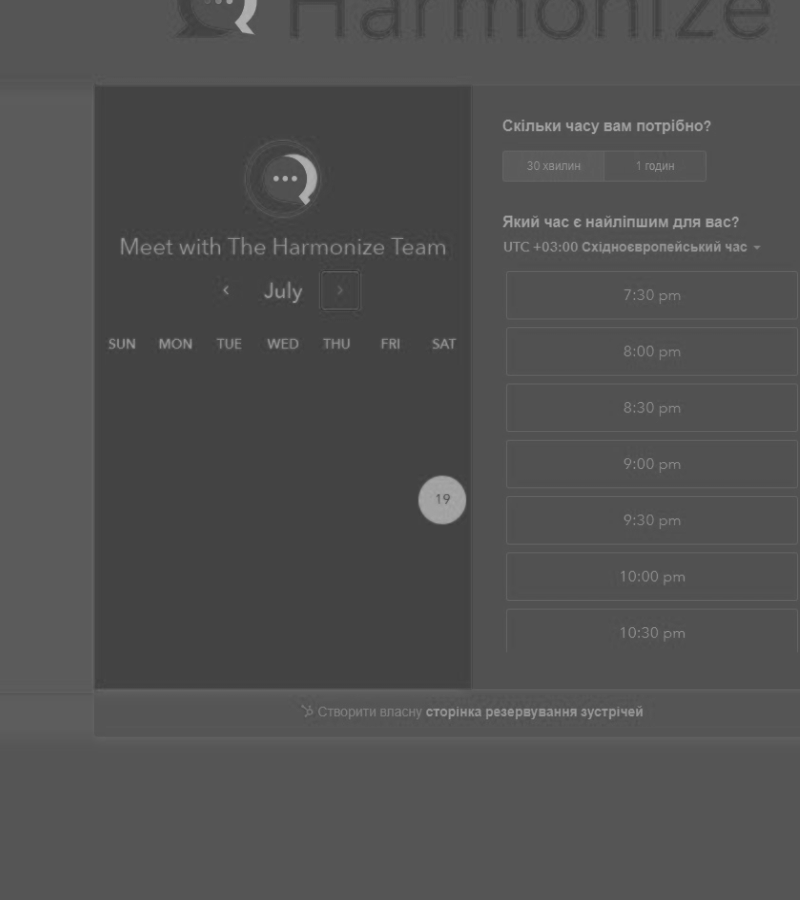 Harmonize
Meet with The Harmonize Team
July
SUN MON TUE WED THU FRI SAT
19
Скільки часу вам потрібно?
30 хвилин 1 годин
Який час є найліпшим для вас?
UTC +03:00 Східноєвропейський час
7:30 pm
8:00 pm
8:30 pm
9:00 pm
9:30 pm
10:00 pm
10:30 pm
Створити власну сторінка резервування зустрічей